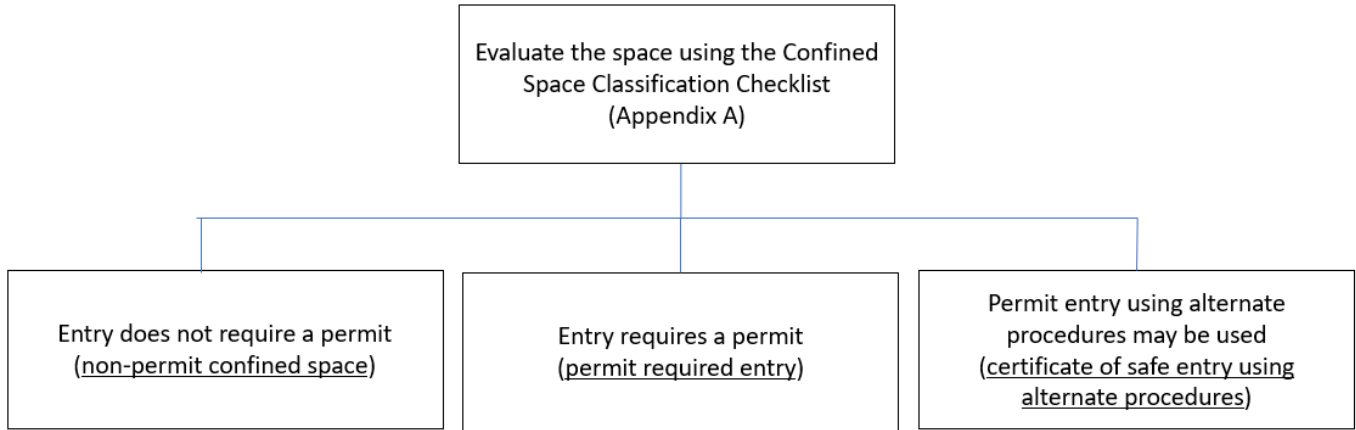 Evaluate the space using the Confined
Space Classification Checklist
(Appendix A)
Entry does not require a permit
(non-permit confined space)
Entry requires a permit
(permit required entry)
Permit entry using alternate
procedures may be used
(certificate of safe entry using
alternate procedures)